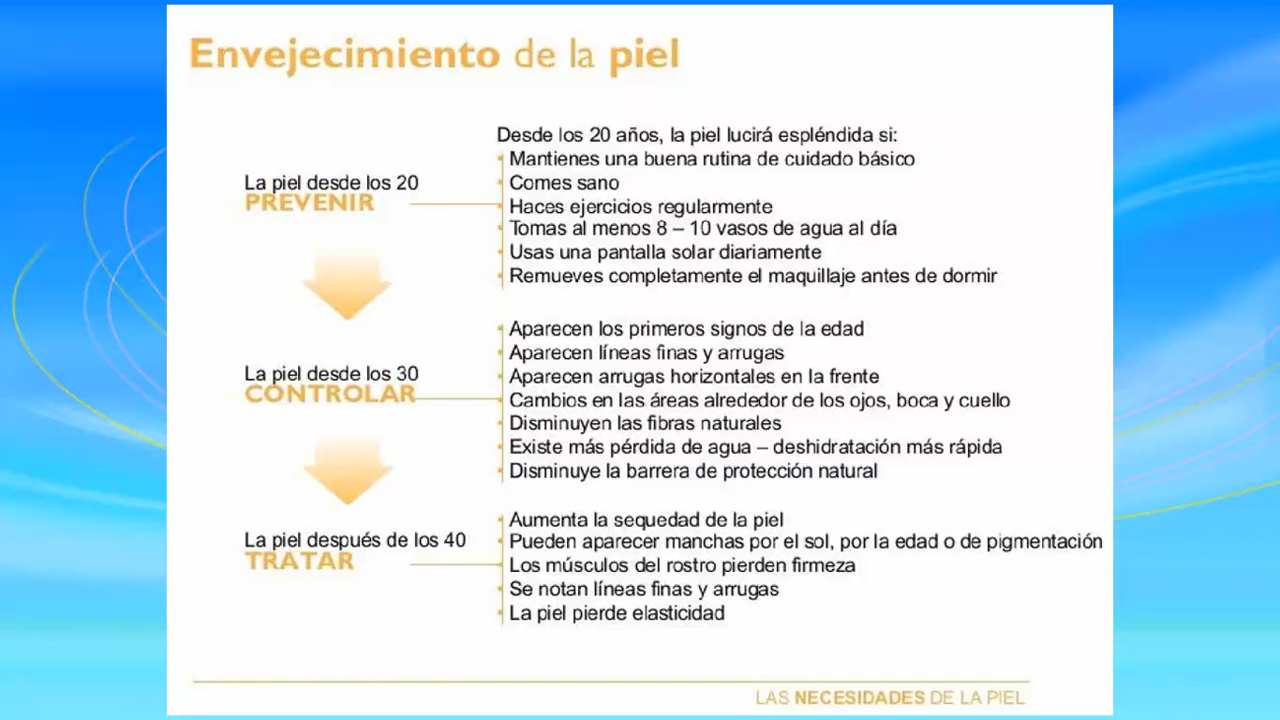 Envejecimiento de la piel
La piel desde los 20
PREVENIR
Desde los 20 años, la piel lucirá espléndida si:
Mantienes una buena rutina de cuidado básico
Comes sano
Haces ejercicios regularmente
Tomas al menos 8 – 10 vasos de agua al día
Usas una pantalla solar diariamente
Remueves completamente el maquillaje antes de dormir
La piel desde los 30
CONTROLAR
Aparecen los primeros signos de la edad
Aparecen líneas finas y arrugas
Aparecen arrugas horizontales en la frente
Cambios en las áreas alrededor de los ojos, boca y cuello
Disminuyen las fibras naturales
Existe más pérdida de agua – deshidratación más rápida
Disminuye la barrera de protección natural
La piel después de los 40
TRATAR
Aumenta la sequedad de la piel
Pueden aparecer manchas por el sol, por la edad o de pigmentación
Los músculos del rostro pierden firmeza
Se notan líneas finas y arrugas
La piel pierde elasticidad
LAS NECESIDADES DE LA PIEL